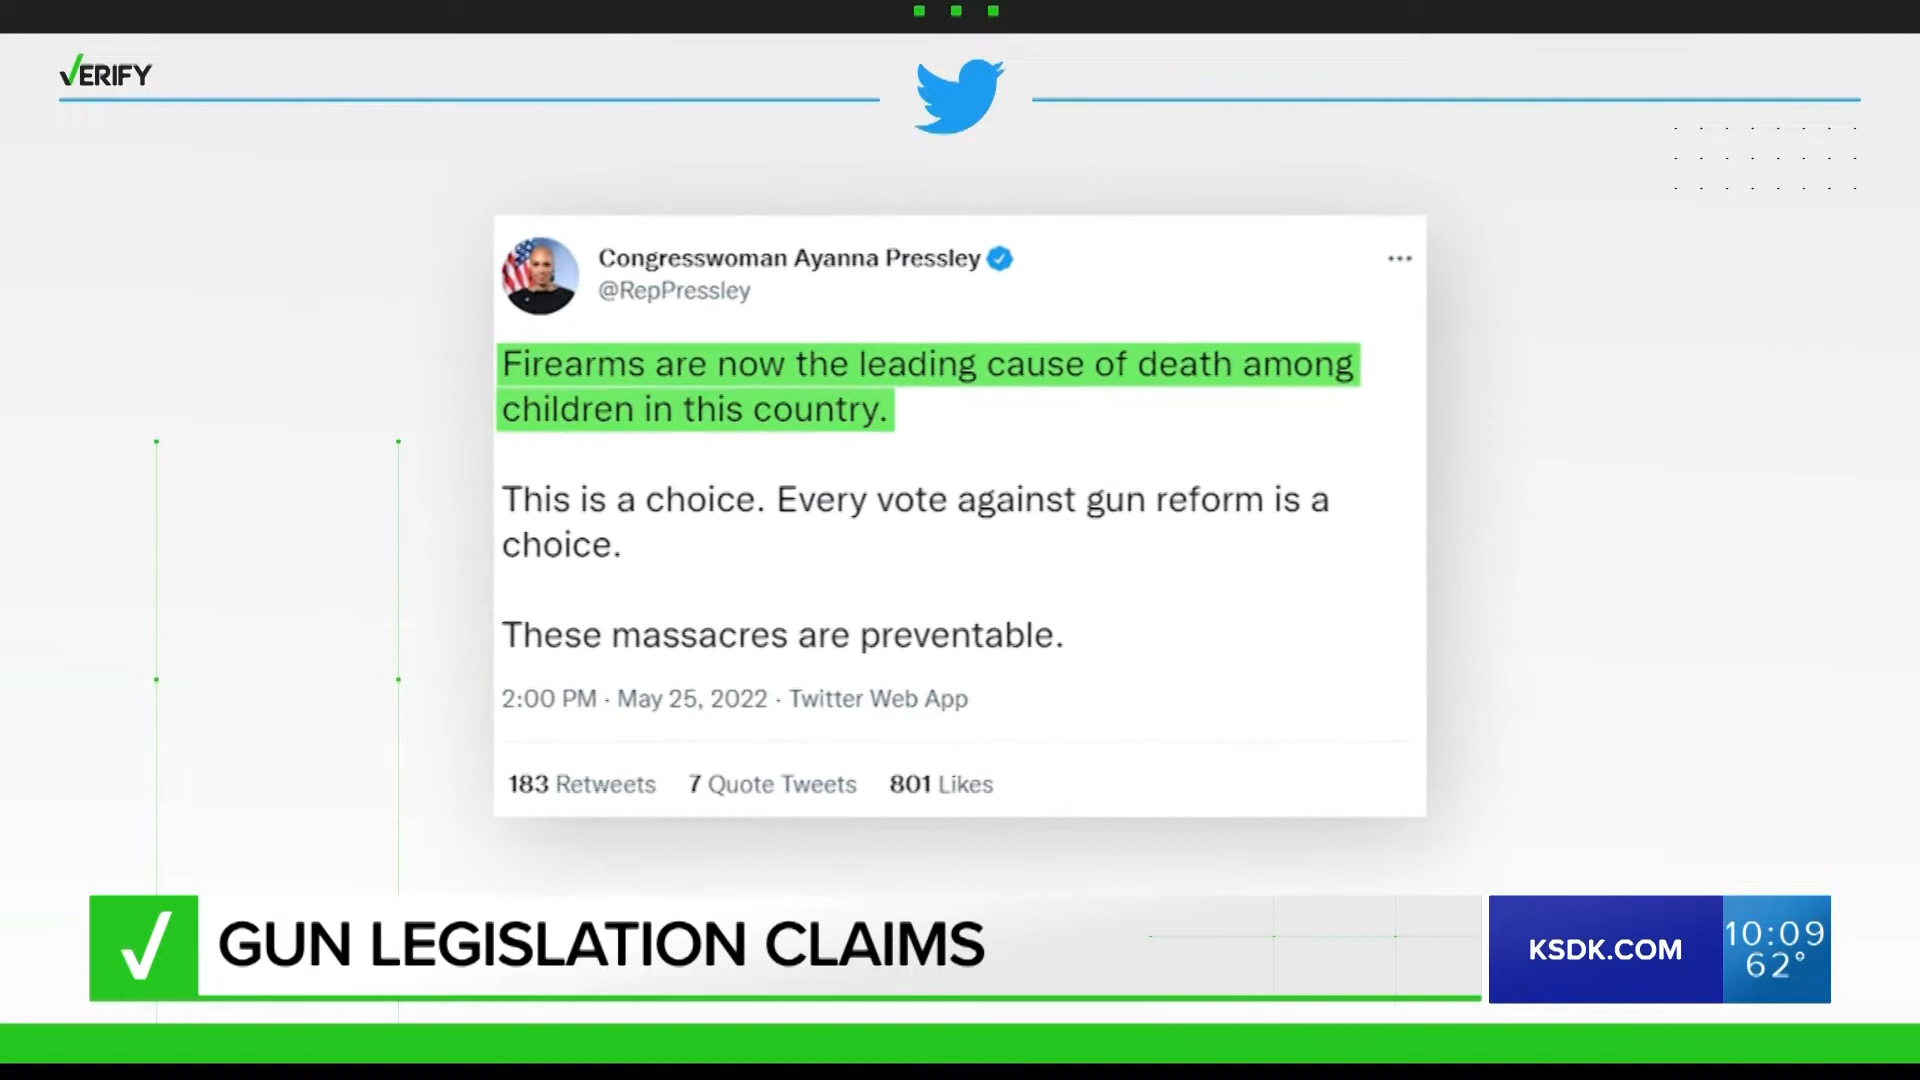 VERIFY
Congresswoman Ayanna Pressley
@RepPressley
Firearms are now the leading cause of death among
children in this country.
This is a choice. Every vote against gun reform is a
choice.
These massacres are preventable.
2:00 PM · May 25, 2022 · Twitter Web App
183 Retweets 7 Quote Tweets 801 Likes
GUN LEGISLATION CLAIMS
KSDK.COM
10:09
62°